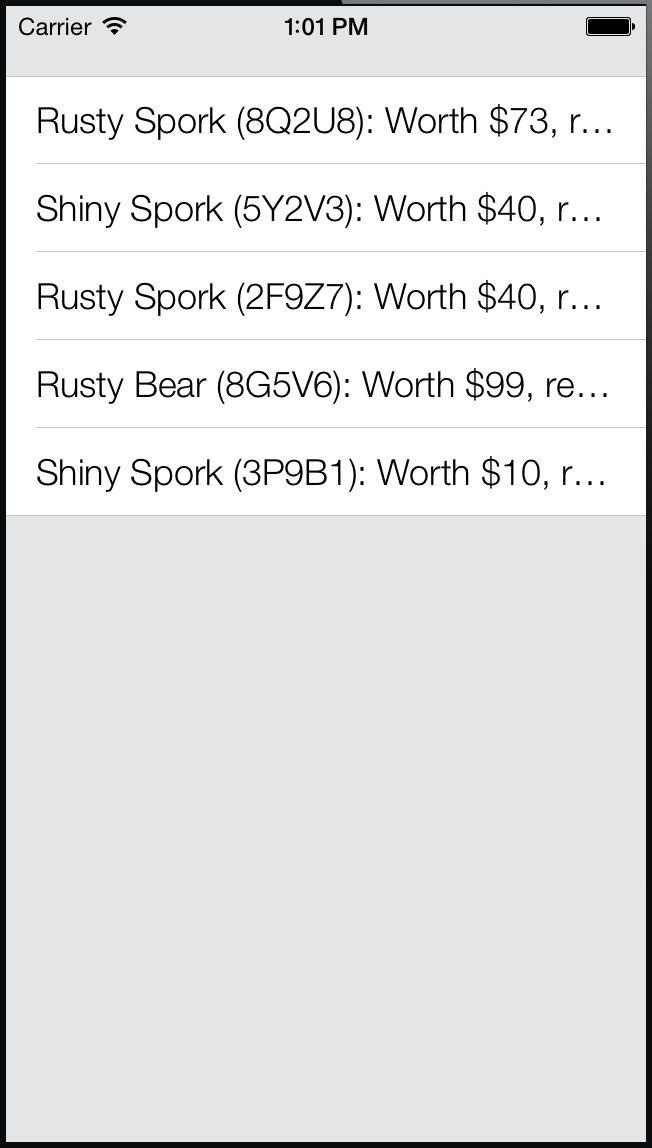 Carrier 1:01 PM
Rusty Spork (8Q2U8): Worth $73, r…
Shiny Spork (5Y2V3): Worth $40, r…
Rusty Spork (2F9Z7): Worth $40, r…
Rusty Bear (8G5V6): Worth $99, re…
Shiny Spork (3P9B1): Worth $10, r…